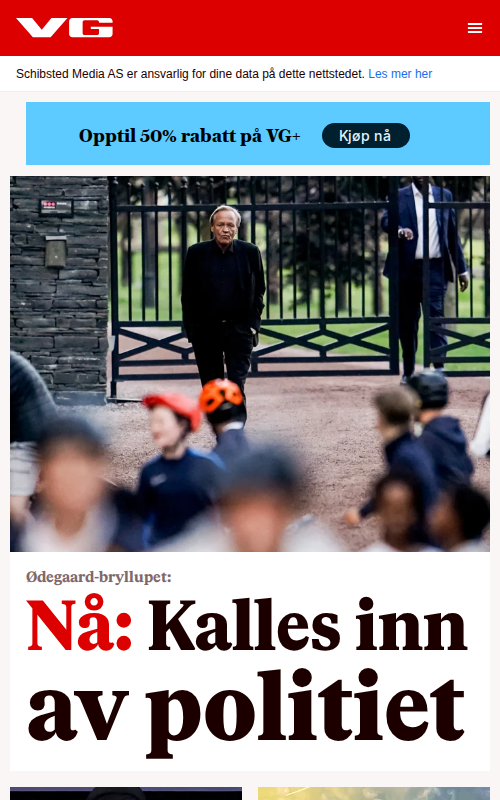 VG
Schibsted Media AS er ansvarlig for dine data på dette nettstedet. Les mer her
Opptil 50% rabatt på VG+ Kjøp nå
Ødegaard-bryllupet:
Nå: Kalles inn
av politiet